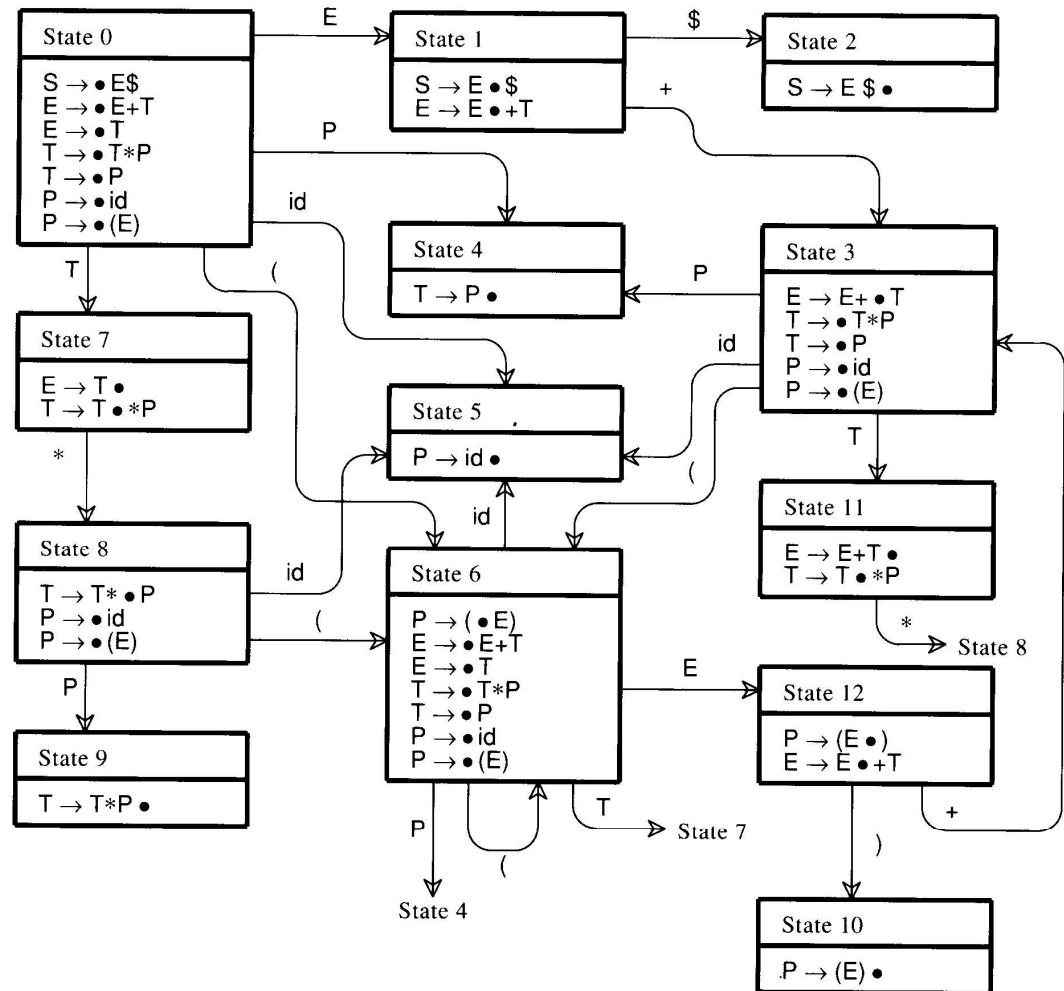 State 0
S → • E$
E → • E+T
E → • T
T → • T*P
T → • P
P → • id
P → • (E)
E
State 1
S → E • $
E → E • +T
$
State 2
S → E $ •
+
P
id
(
T
State 4
T → P •
P
State 3
E → E+ • T
T → • T*P
T → • P
P → • id
P → • (E)
id
(
T
State 7
E → T •
T → T • *P
*
State 5
P → id •
id
State 11
E → E+T •
T → T • *P
*
State 8
State 8
T → T* • P
P → • id
P → • (E)
id
(
P
State 6
P → ( • E)
E → • E+T
E → • T
T → • T*P
T → • P
P → • id
P → • (E)
E
State 12
P → (E • )
E → E • +T
+
)
State 9
T → T*P •
P
(
T
State 7
State 4
State 10
P → (E) •